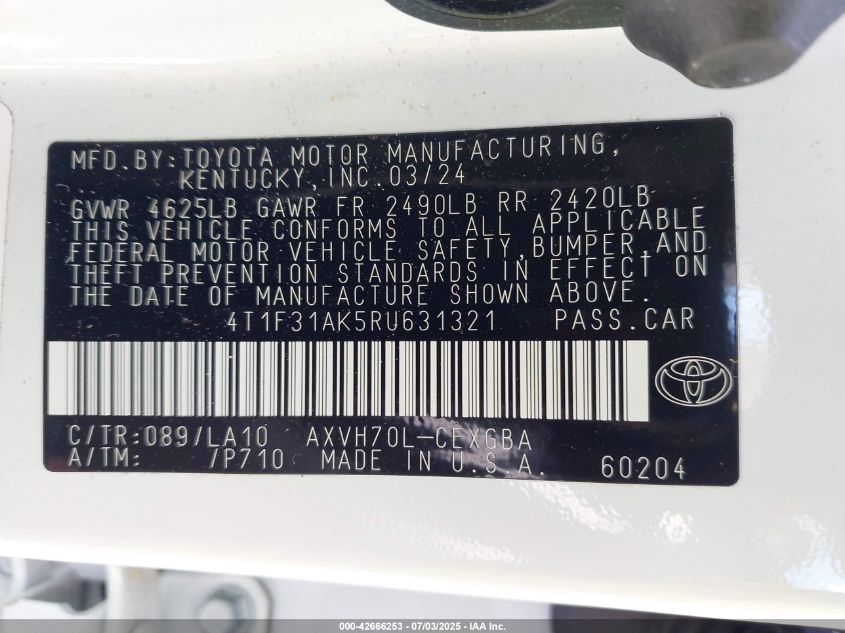 MFD. BY: TOYOTA MOTOR MANUFACTURING,
KENTUCKY, INC. 03/24
GVWR 4625LB GAWR FR 2490LB RR 2420LB
THIS VEHICLE CONFORMS TO ALL APPLICABLE
FEDERAL MOTOR VEHICLE SAFETY, BUMPER, AND
THEFT PREVENTION STANDARDS IN EFFECT ON
THE DATE OF MANUFACTURE SHOWN ABOVE.
4T1F31AK5RU631321 PASS. CAR
C/TR: 089/LA10 AXVH70L-CEXGBA
A/TM: /P710 MADE IN U.S.A. 60204
000-42666253 - 07/03/2025 - IAA Inc.